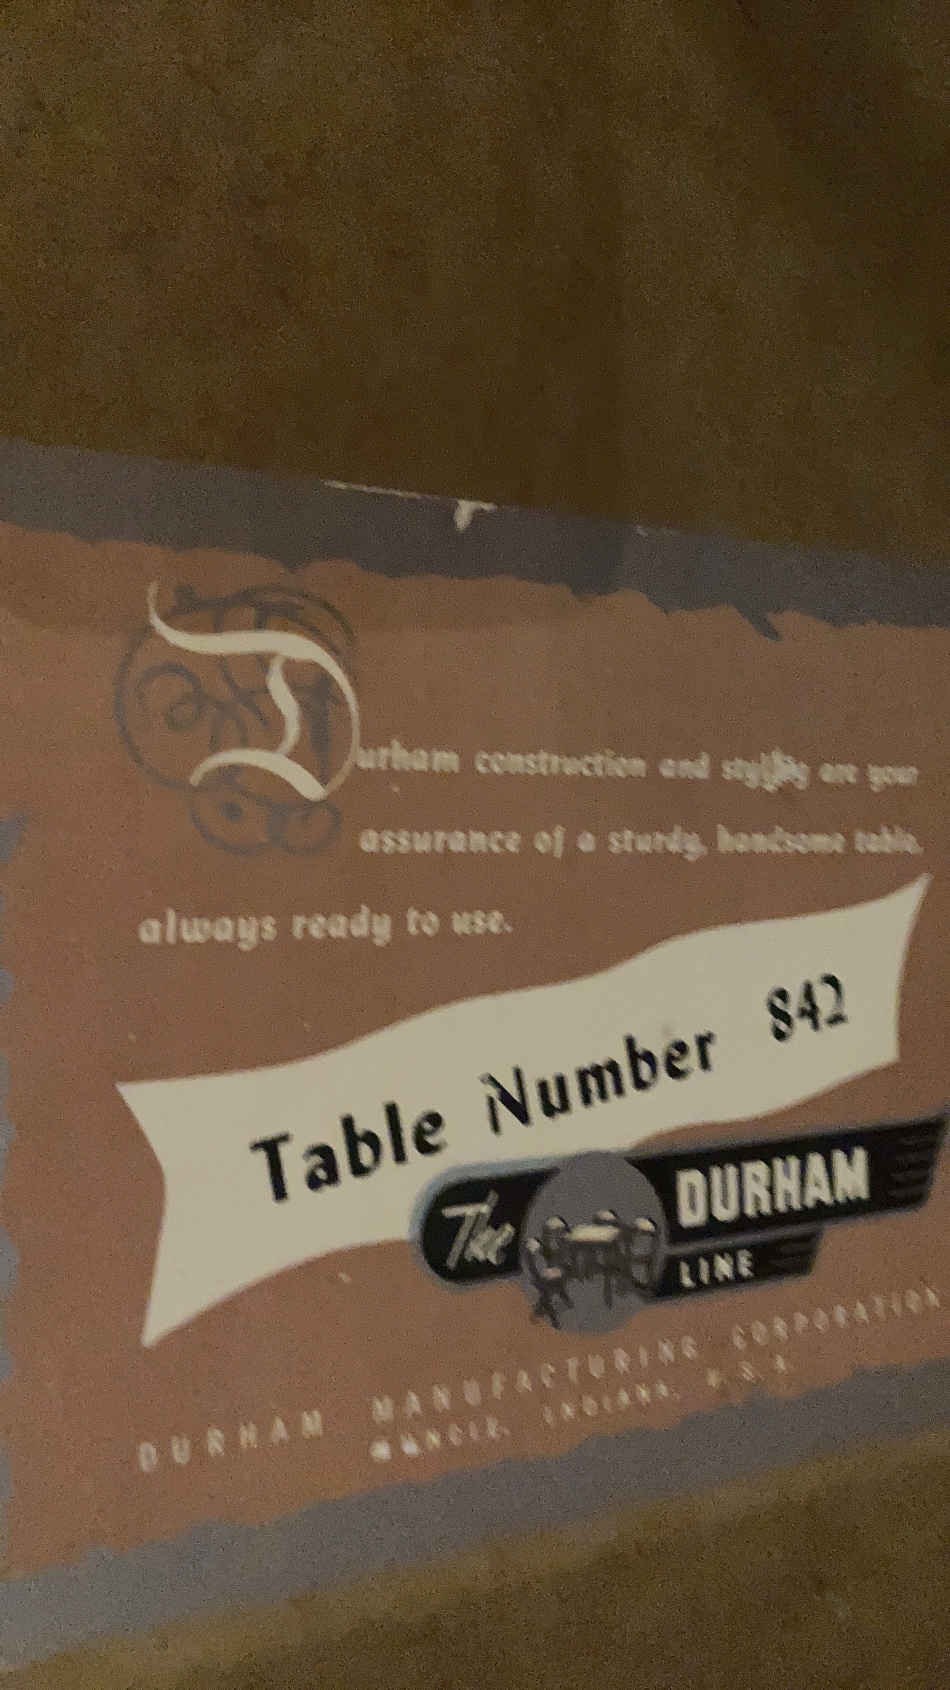 Durham construction and styling are your
assurance of a sturdy, handsome table,
always ready to use.
Table Number 842
The DURHAM
LINE
DURHAM MANUFACTURING CORPORATION
MUNCIE, INDIANA, U.S.A.